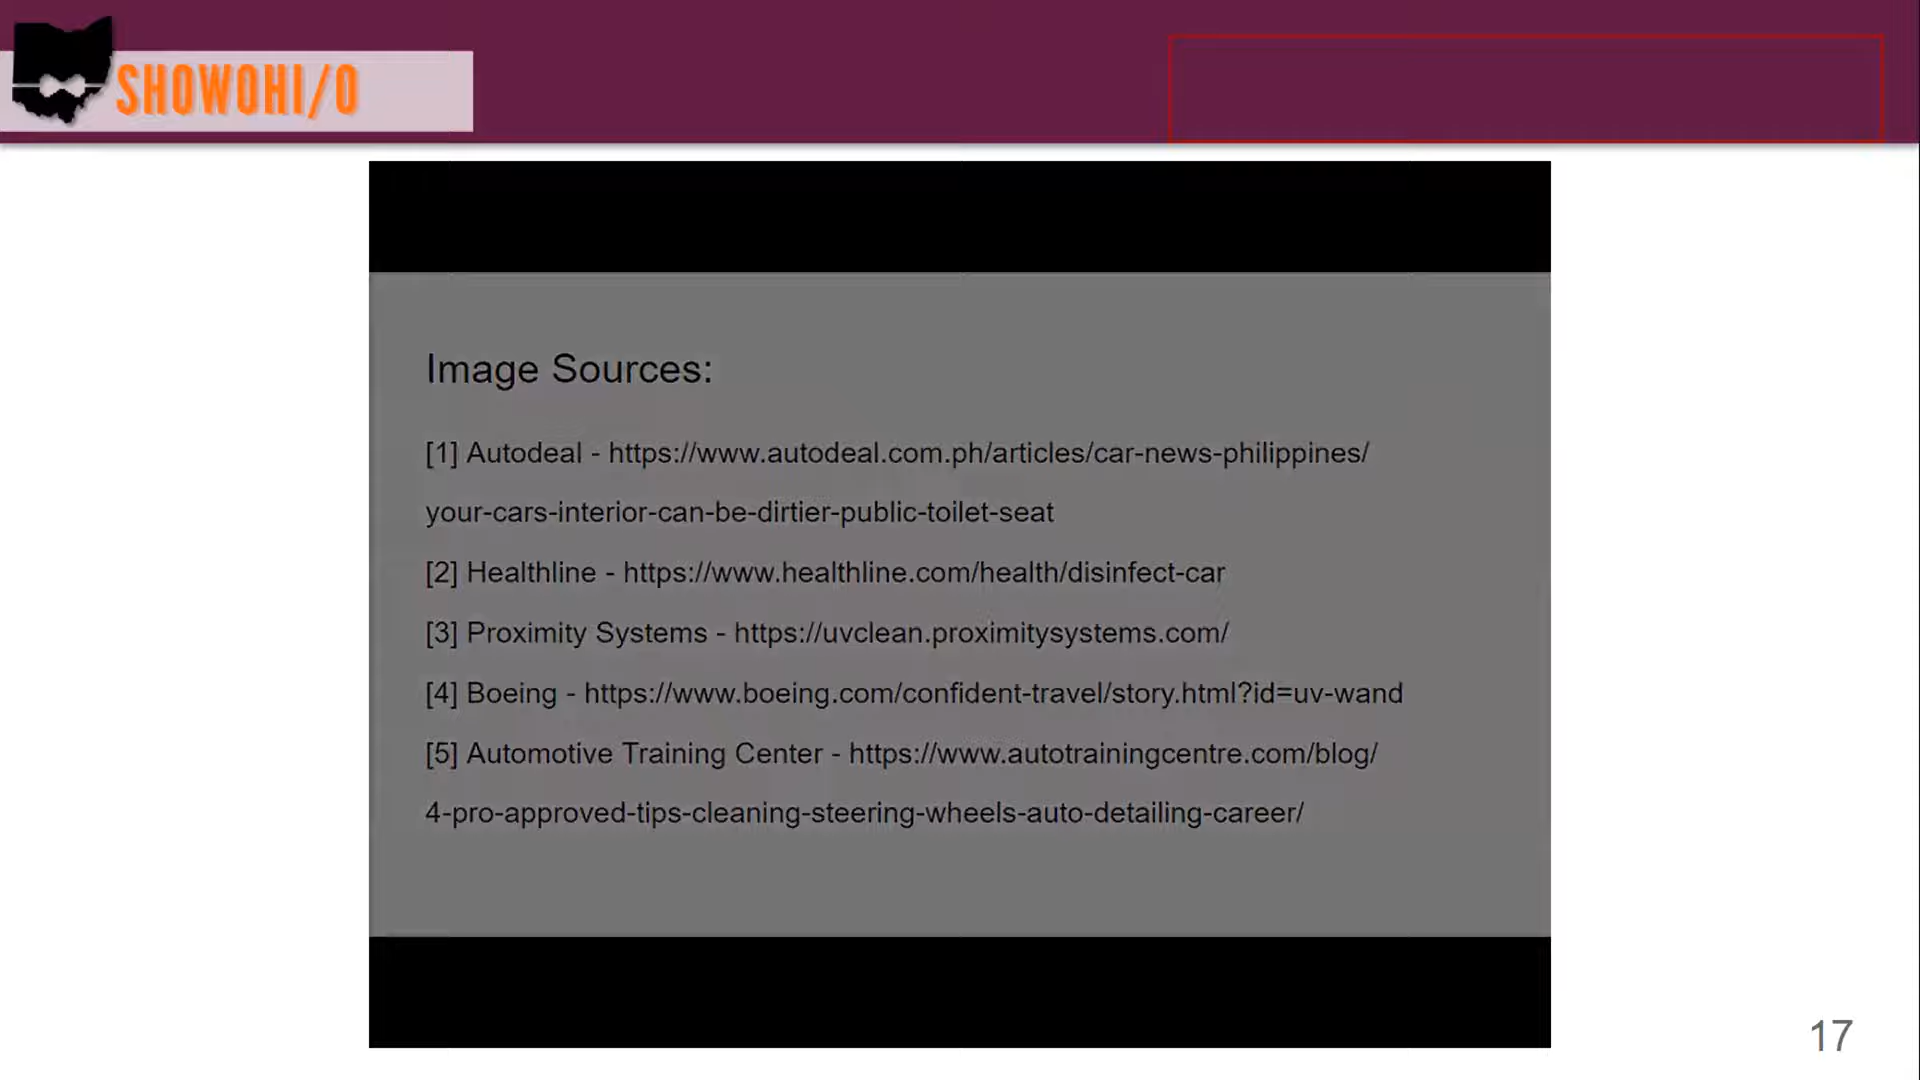 SHOWOHI/O
Image Sources:
[1] Autodeal - https://www.autodeal.com.ph/articles/car-news-philippines/
your-cars-interior-can-be-dirtier-public-toilet-seat
[2] Healthline - https://www.healthline.com/health/disinfect-car
[3] Proximity Systems - https://uvclean.proximitysystems.com/
[4] Boeing - https://www.boeing.com/confident-travel/story.html?id=uv-wand
[5] Automotive Training Center - https://www.autotrainingcentre.com/blog/
4-pro-approved-tips-cleaning-steering-wheels-auto-detailing-career/
17